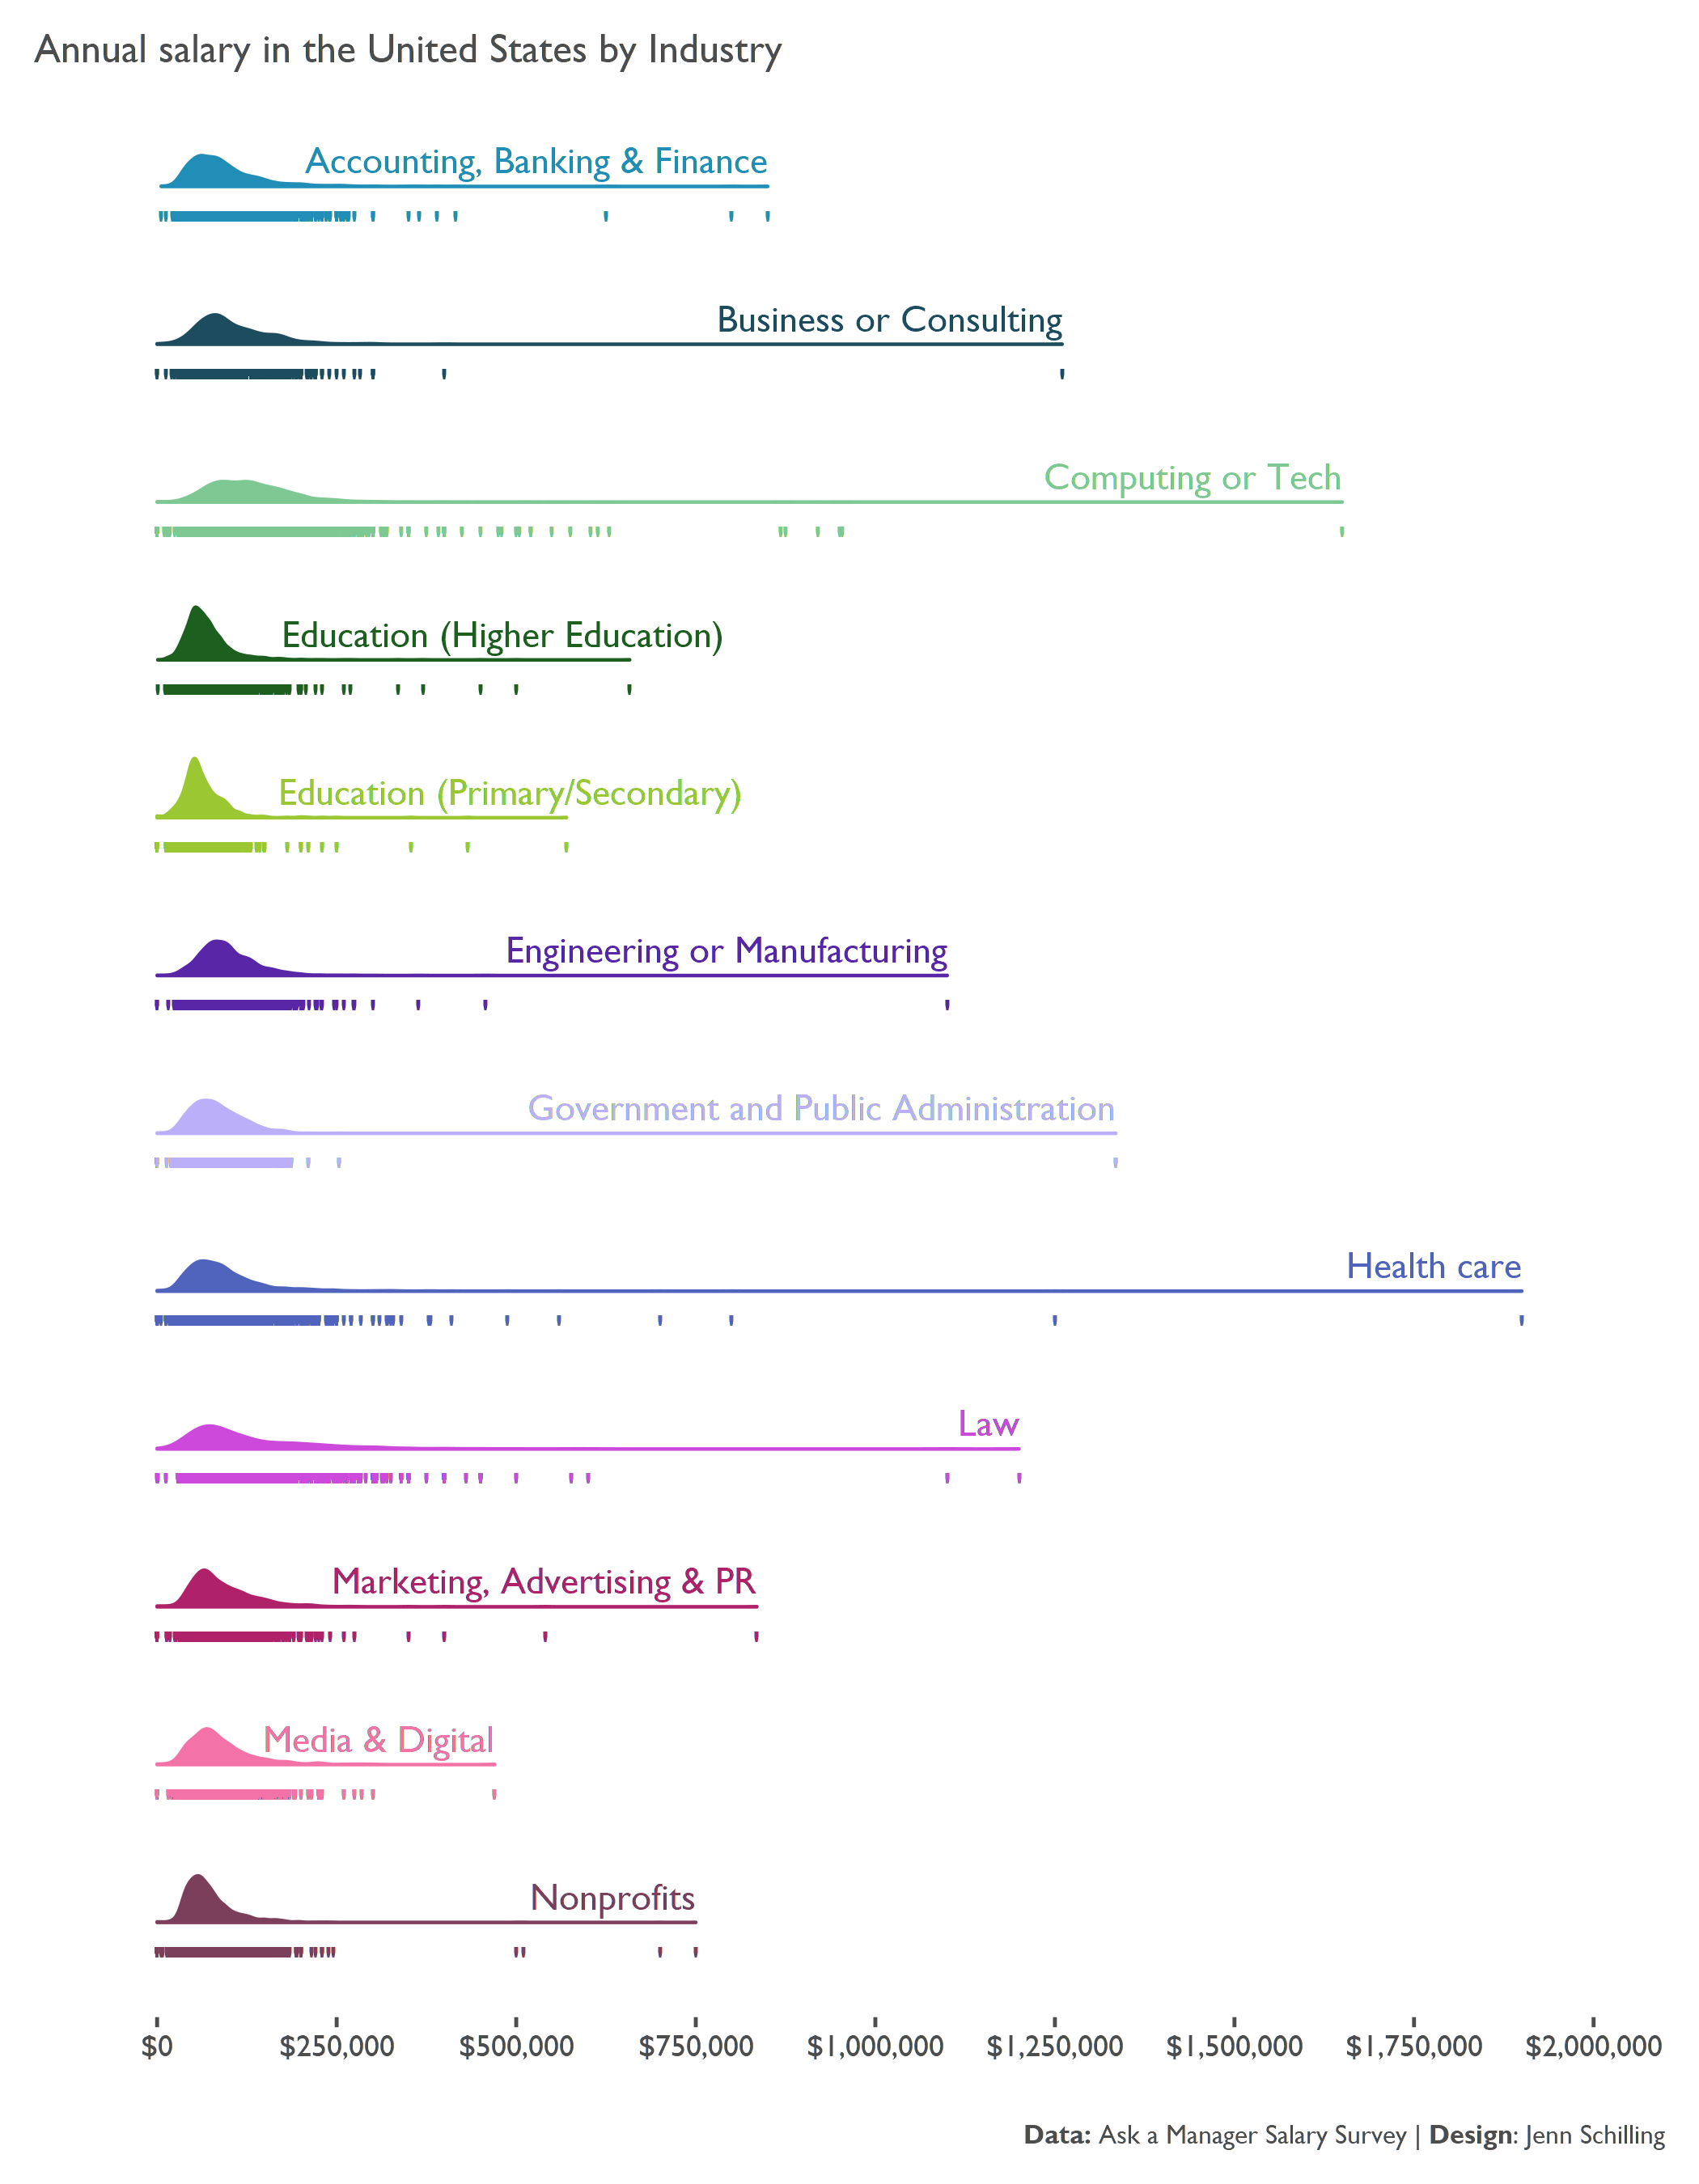 Annual salary in the United States by Industry
Accounting, Banking & Finance
Business or Consulting
Computing or Tech
Education (Higher Education)
Education (Primary/Secondary)
Engineering or Manufacturing
Government and Public Administration
Health care
Law
Marketing, Advertising & PR
Media & Digital
Nonprofits
$0 $250,000 $500,000 $750,000 $1,000,000 $1,250,000 $1,500,000 $1,750,000 $2,000,000
Data: Ask a Manager Salary Survey | Design: Jenn Schilling